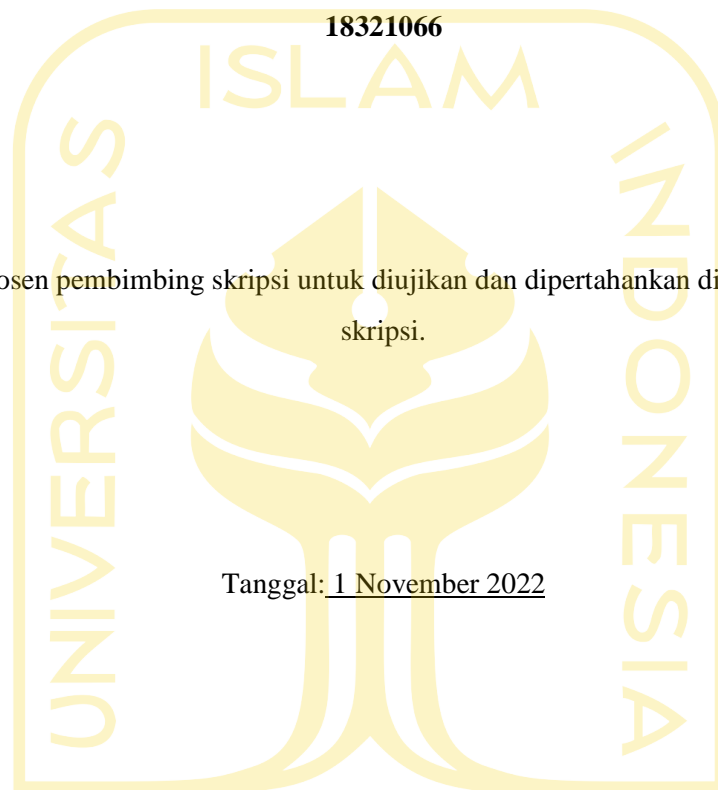 18321066
ISLAM
UNIVERSITAS
INDONESIA
osen pembimbing skripsi untuk diujikan dan dipertahankan di
skripsi.
Tanggal: 1 November 2022